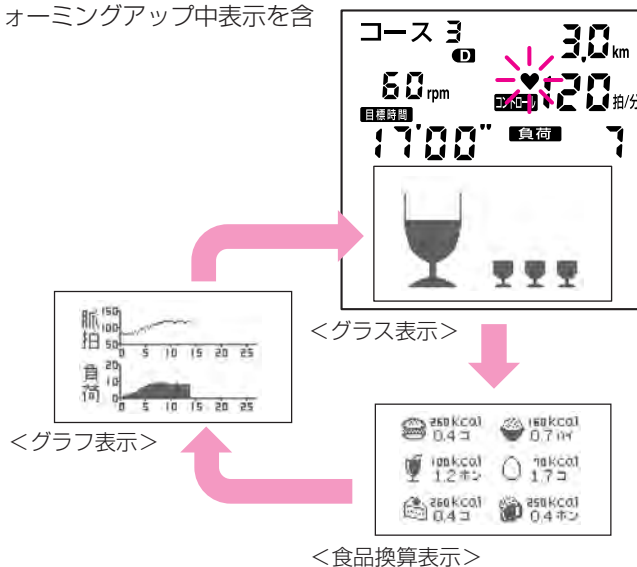 ォーミングアップ中表示を含
コース 3
D
3.0 km
60 rpm
コントロール
120 拍/分
目標時間
17'00"
負荷 7
<グラス表示>
脈拍
150
100
50
0 5 10 15 20 25
負荷
20
10
0
0 5 10 15 20 25
<グラフ表示>
260kcal
0.4コ
160kcal
0.7ハイ
100kcal
1.2ホン
70kcal
1.7コ
260kcal
0.4コ
250kcal
0.4ホン
<食品換算表示>